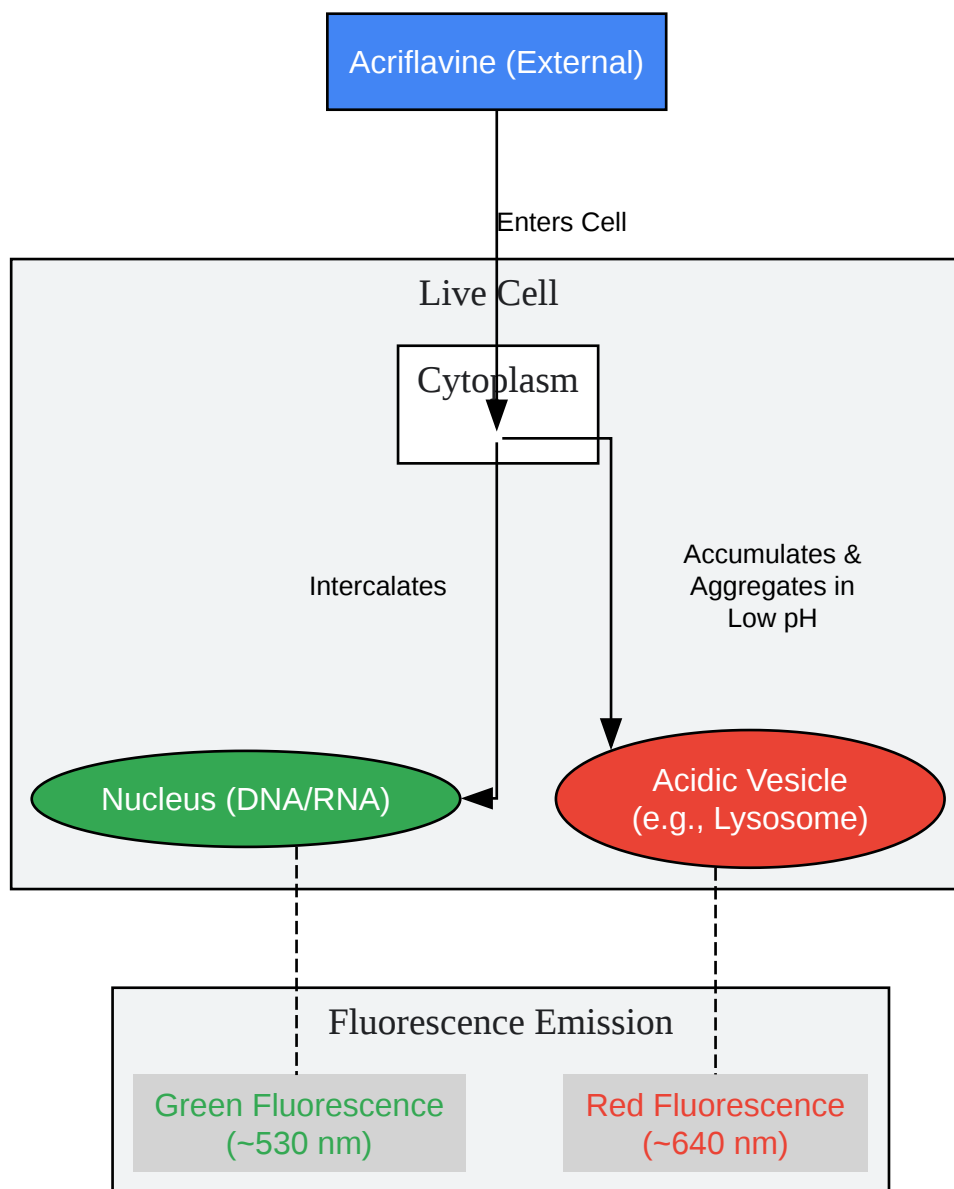 Acriflavine (External)
Enters Cell
Live Cell
Cytoplasm
Intercalates
Accumulates &
Aggregates in
Low pH
Nucleus (DNA/RNA)
Acidic Vesicle
(e.g., Lysosome)
Fluorescence Emission
Green Fluorescence
(~530 nm)
Red Fluorescence
(~640 nm)